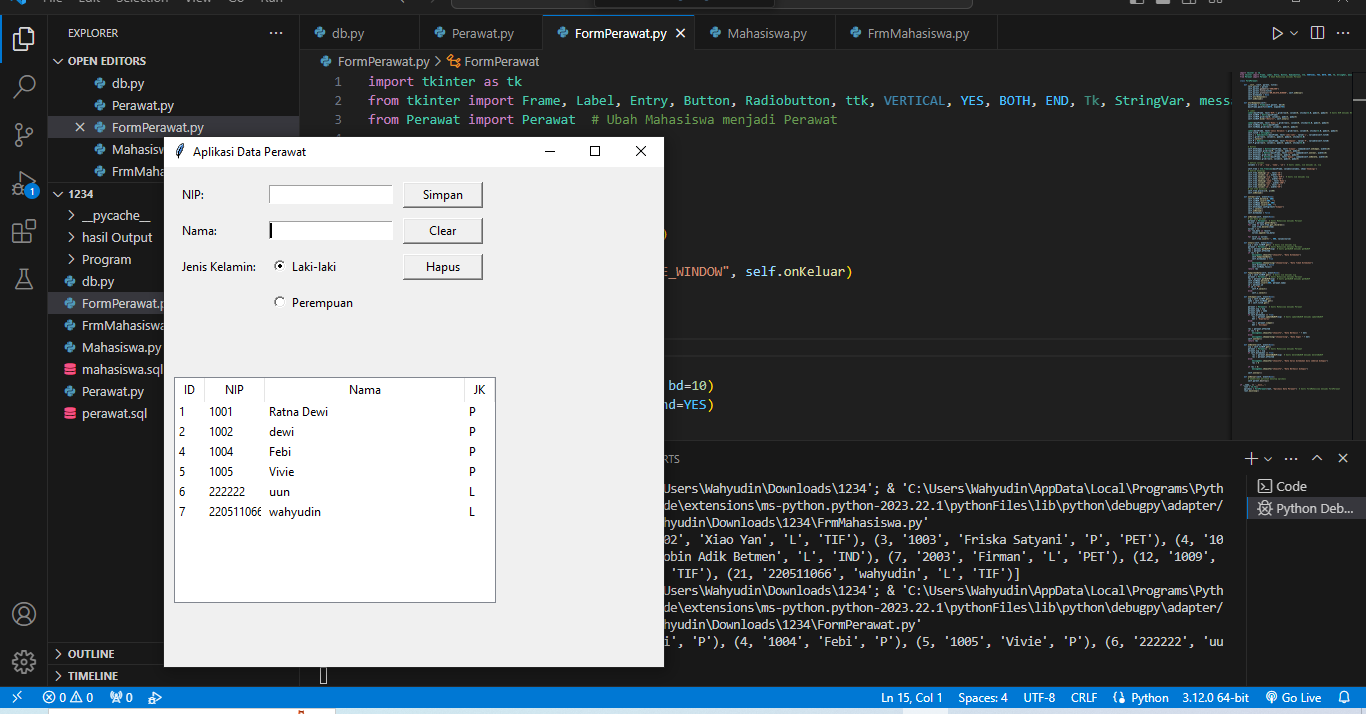 EXPLORER
OPEN EDITORS
db.py
Perawat.py
FormPerawat.py
Mahasisw
FrmMaha
1234
__pycache__
hasil Output
Program
db.py
FormPerawat.p
FrmMahasiswa
Mahasiswa.py
mahasiswa.sql
Perawat.py
perawat.sql
OUTLINE
TIMELINE
1
db.py
Perawat.py
FormPerawat.py
Mahasiswa.py
FrmMahasiswa.py
FormPerawat.py > FormPerawat
1 import tkinter as tk
2 from tkinter import Frame, Label, Entry, Button, Radiobutton, ttk, VERTICAL, YES, BOTH, END, Tk, StringVar, messa
3 from Perawat import Perawat # Ubah Mahasiswa menjadi Perawat
)
E_WINDOW", self.onKeluar)
bd=10)
nd=YES)
Aplikasi Data Perawat
NIP:
Simpan
Nama:
Clear
Jenis Kelamin:
Laki-laki
Hapus
Perempuan
ID NIP Nama JK
1 1001 Ratna Dewi P
2 1002 dewi P
4 1004 Febi P
5 1005 Vivie P
6 222222 uun L
7 220511066 wahyudin L
RTS
Users\Wahyudin\Downloads\1234'; & 'C:\Users\Wahyudin\AppData\Local\Programs\Pyth
de\extensions\ms-python.python-2023.22.1\pythonFiles\lib\python\debugpy\adapter/
hyudin\Downloads\1234\FrmMahasiswa.py'
02', 'Xiao Yan', 'L', 'TIF'), (3, '1003', 'Friska Satyani', 'P', 'PET'), (4, '10
obin Adik Betmen', 'L', 'IND'), (7, '2003', 'Firman', 'L', 'PET'), (12, '1009',
'TIF'), (21, '220511066', 'wahyudin', 'L', 'TIF')]
Users\Wahyudin\Downloads\1234'; & 'C:\Users\Wahyudin\AppData\Local\Programs\Pyth
de\extensions\ms-python.python-2023.22.1\pythonFiles\lib\python\debugpy\adapter/
hyudin\Downloads\1234\FormPerawat.py'
i', 'P'), (4, '1004', 'Febi', 'P'), (5, '1005', 'Vivie', 'P'), (6, '222222', 'uu
Code
Python Deb...
0 0 0
Ln 15, Col 1
Spaces: 4
UTF-8
CRLF
Python
3.12.0 64-bit
Go Live